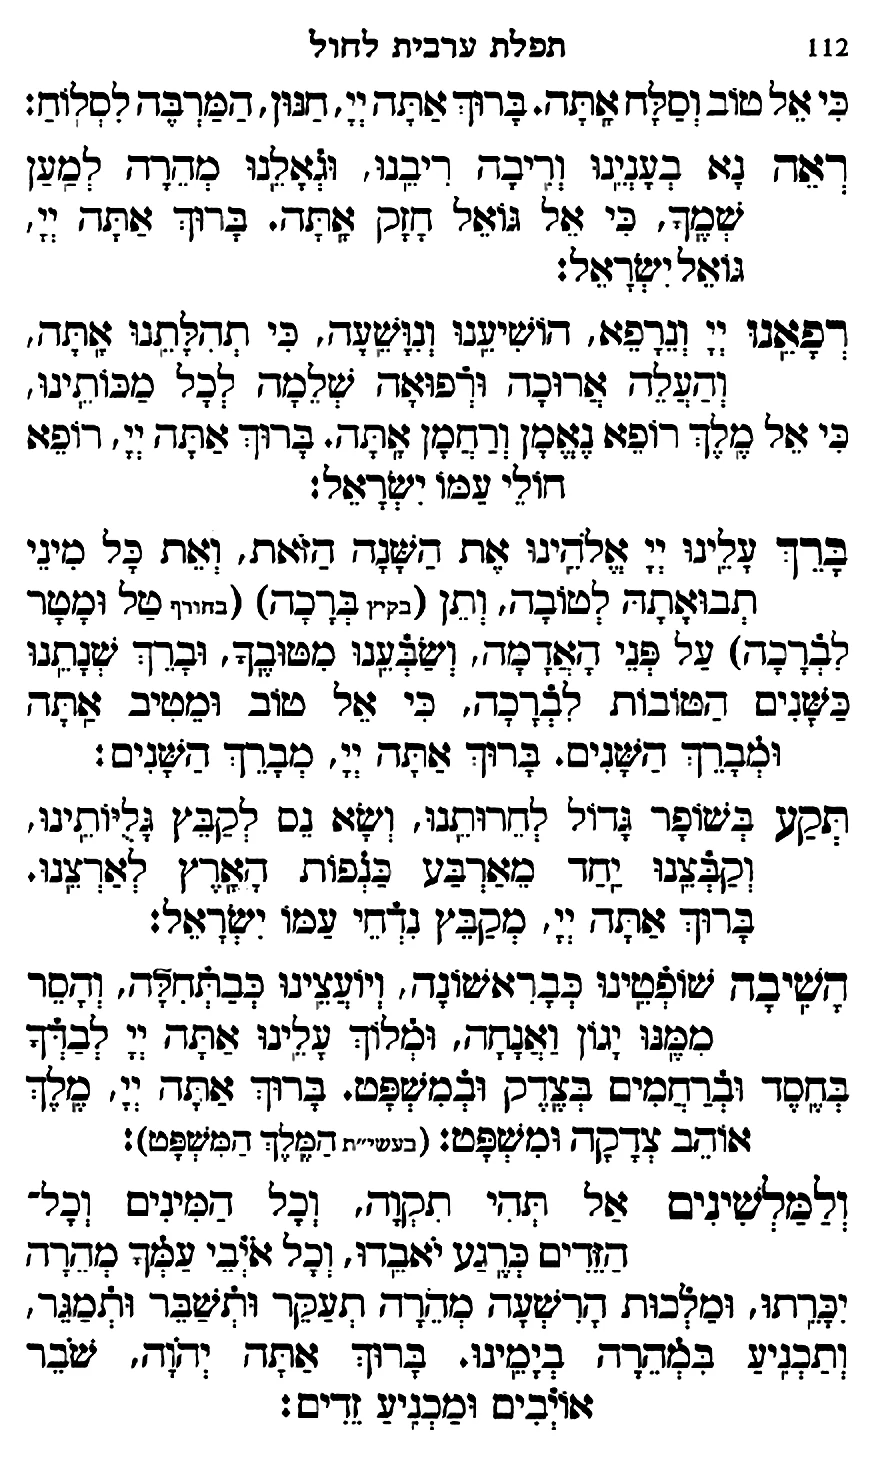 תפלת ערבית לחול 112
כִּי אֵל טוֹב וְסַלָּח אָֽתָּה. בָּרוּךְ אַתָּה יְיָ, חַנּוּן, הַמַּרְבֶּה לִסְלֽוֹחַ:
רְאֵה נָא בְעָנְיֵֽנוּ וְרִֽיבָה רִיבֵֽנוּ, וּגְאָלֵֽנוּ מְהֵרָה לְמַֽעַן
שְׁמֶֽךָ, כִּי אֵל גּוֹאֵל חָזָק אָֽתָּה. בָּרוּךְ אַתָּה יְיָ,
גּוֹאֵל יִשְׂרָאֵל:
רְפָאֵֽנוּ יְיָ וְנֵרָפֵא, הוֹשִׁיעֵֽנוּ וְנִוָּשֵֽׁעָה, כִּי תְהִלָּתֵֽנוּ אָֽתָּה,
וְהַעֲלֵה אֲרוּכָה וּרְפוּאָה שְׁלֵמָה לְכָל מַכּוֹתֵֽינוּ,
כִּי אֵל מֶֽלֶךְ רוֹפֵא נֶאֱמָן וְרַחֲמָן אָֽתָּה. בָּרוּךְ אַתָּה יְיָ, רוֹפֵא
חוֹלֵי עַמּוֹ יִשְׂרָאֵל:
בָּרֵךְ עָלֵֽינוּ יְיָ אֱלֹהֵֽינוּ אֶת הַשָּׁנָה הַזֹּאת, וְאֵת כָּל מִינֵי
תְבוּאָתָהּ לְטוֹבָה, וְתֵן (בקיץ בְּרָכָה) (בחורף טַל וּמָטָר
לִבְרָכָה) עַל פְּנֵי הָאֲדָמָה, וְשַׂבְּעֵֽנוּ מִטּוּבֶֽךָ, וּבָרֵךְ שְׁנָתֵֽנוּ
כַּשָּׁנִים הַטּוֹבוֹת לִבְרָכָה, כִּי אֵל טוֹב וּמֵטִיב אַֽתָּה
וּמְבָרֵךְ הַשָּׁנִים. בָּרוּךְ אַתָּה יְיָ, מְבָרֵךְ הַשָּׁנִים:
תְּקַע בְּשׁוֹפָר גָּדוֹל לְחֵרוּתֵֽנוּ, וְשָׂא נֵס לְקַבֵּץ גָּלֻיּוֹתֵֽינוּ,
וְקַבְּצֵֽנוּ יַֽחַד מֵאַרְבַּע כַּנְפוֹת הָאָֽרֶץ לְאַרְצֵֽנוּ.
בָּרוּךְ אַתָּה יְיָ, מְקַבֵּץ נִדְחֵי עַמּוֹ יִשְׂרָאֵל:
הָשִֽׁיבָה שׁוֹפְטֵֽינוּ כְּבָרִאשׁוֹנָה, וְיוֹעֲצֵֽינוּ כְּבַתְּחִלָּה, וְהָסֵר
מִמֶּֽנּוּ יָגוֹן וַאֲנָחָה, וּמְלוֹךְ עָלֵֽינוּ אַתָּה יְיָ לְבַדְּךָ
בְּחֶֽסֶד וּבְרַחֲמִים בְּצֶֽדֶק וּבְמִשְׁפָּט. בָּרוּךְ אַתָּה יְיָ, מֶֽלֶךְ
אוֹהֵב צְדָקָה וּמִשְׁפָּט: (בעשי״ת הַמֶּֽלֶךְ הַמִּשְׁפָּט):
וְלַמַּלְשִׁינִים אַל תְּהִי תִקְוָה, וְכָל הַמִּינִים וְכָל־
הַזֵּדִים כְּרֶֽגַע יֹאבֵֽדוּ, וְכָל אֹיְבֵי עַמְּךָ מְהֵרָה
יִכָּרֵֽתוּ, וּמַלְכוּת הָרִשְׁעָה מְהֵרָה תְעַקֵּר וּתְשַׁבֵּר וּתְמַגֵּר,
וְתַכְנִֽיעַ בִּמְהֵרָה בְיָמֵֽינוּ. בָּרוּךְ אַתָּה יְהֹוָה, שֹׁבֵר
אוֹיְבִים וּמַכְנִֽיעַ זֵדִים: